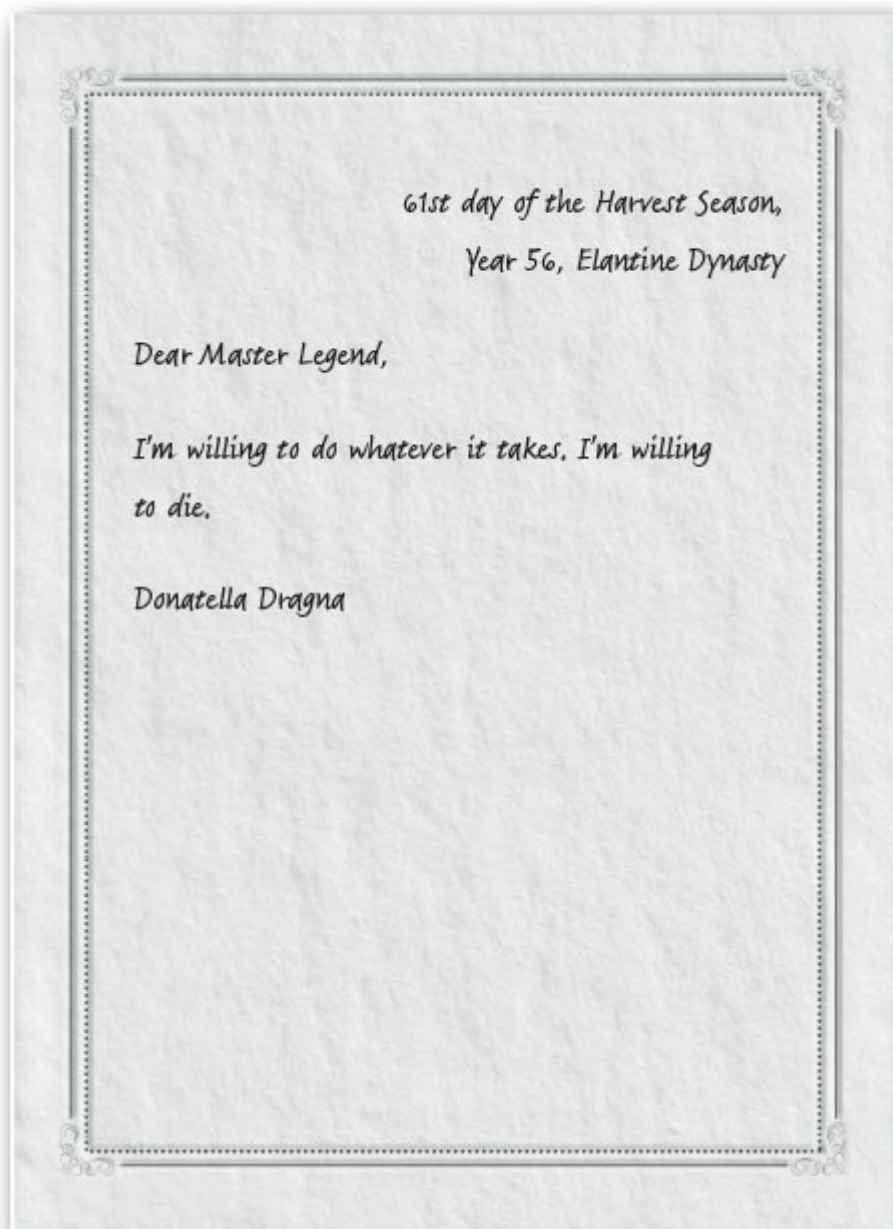 61st day of the Harvest Season,
Year 56, Elantine Dynasty
Dear Master Legend,
I'm willing to do whatever it takes. I'm willing
to die.
Donatella Dragna